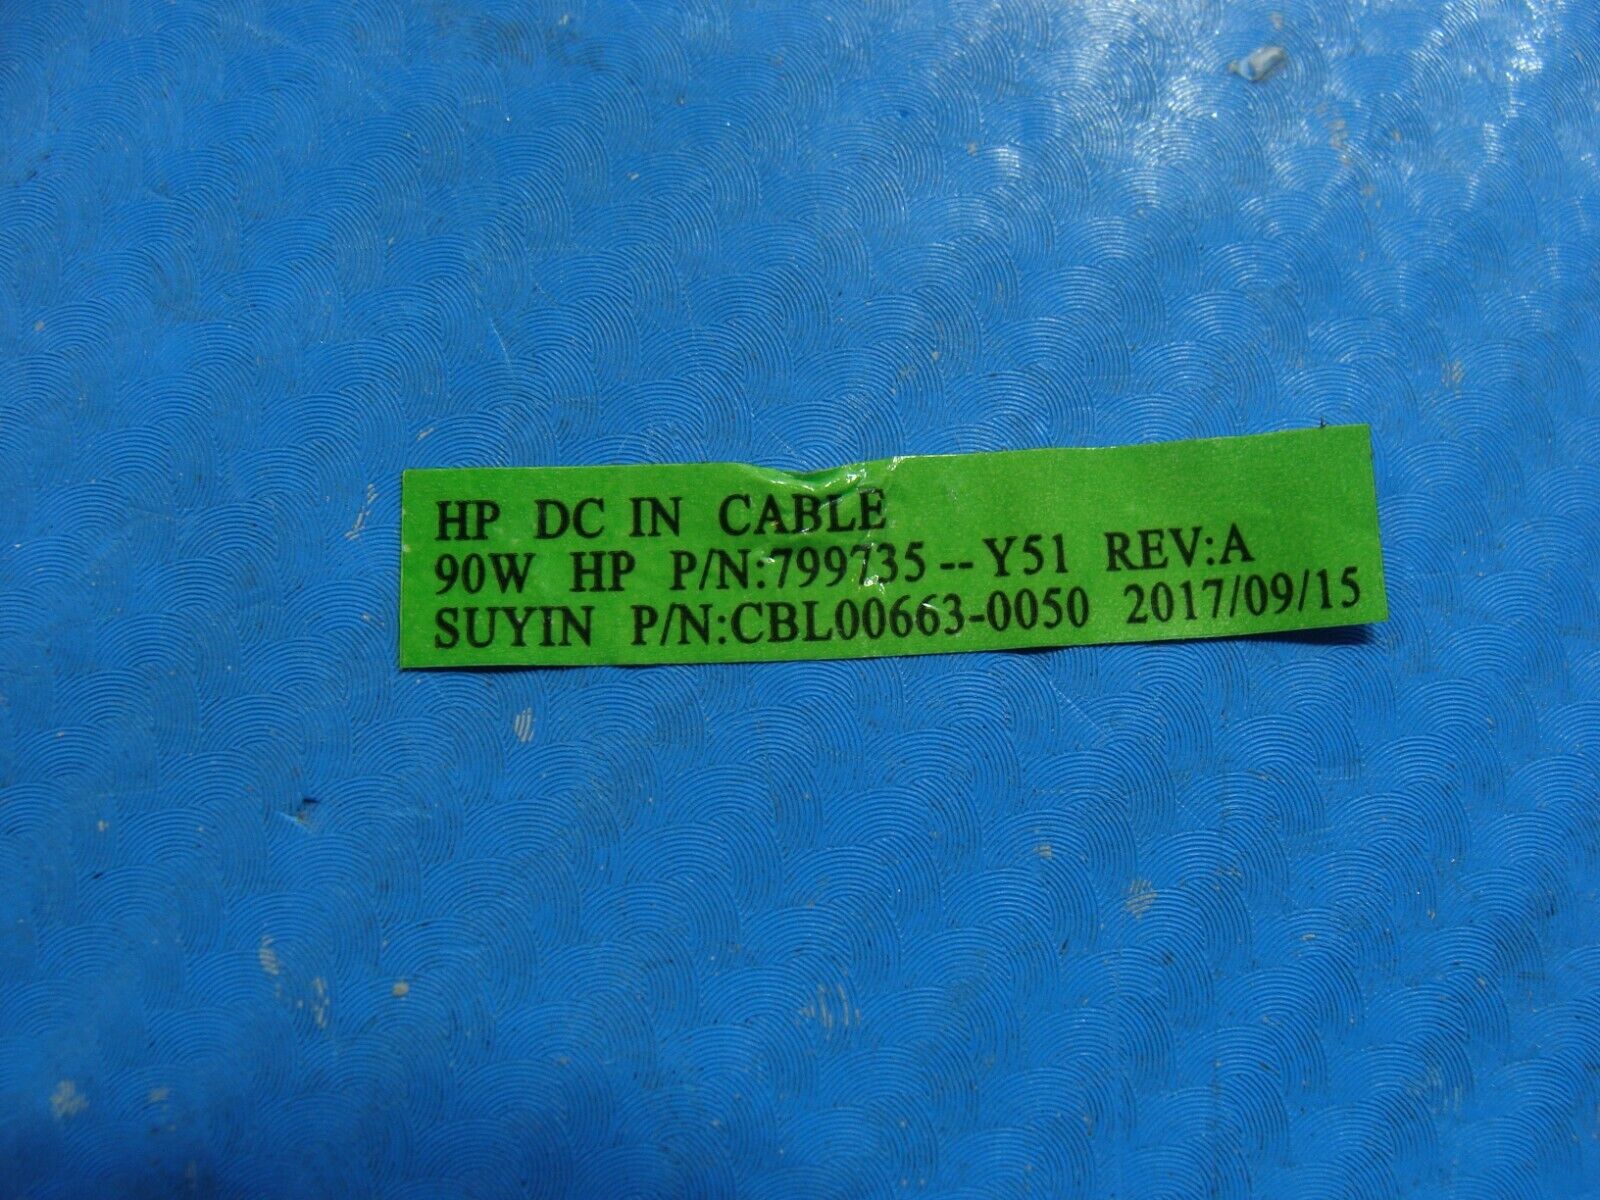 HP DC IN CABLE
90W HP P/N:799735--Y51 REV:A
SUYIN P/N:CBL00663-0050 2017/09/15